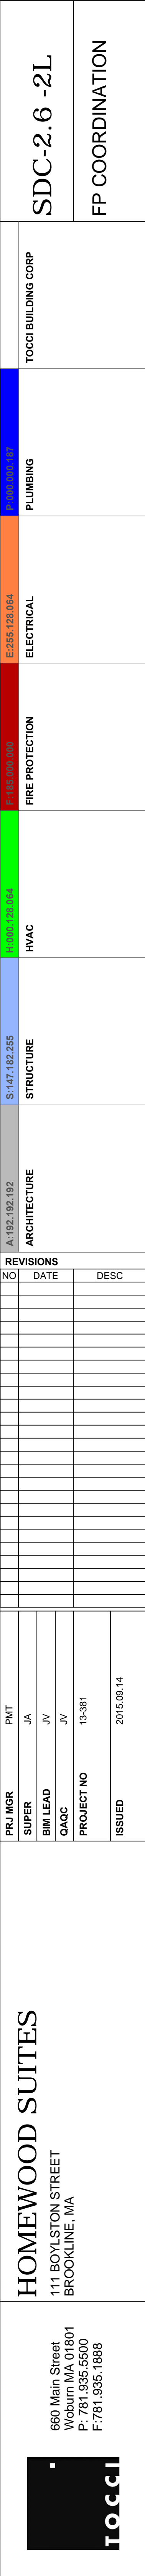 SDC-2.6 -2L
FP COORDINATION
TOCCI BUILDING CORP
P:000.000.187
PLUMBING
E:255.128.064
ELECTRICAL
F:185.000.000
FIRE PROTECTION
H:000.128.064
HVAC
S:147.182.255
STRUCTURE
A:192.192.192
ARCHITECTURE
REVISIONS
NO DATE DESC
PRJ MGR PMT
SUPER JA
BIM LEAD JV
QAQC JV
PROJECT NO 13-381
ISSUED 2015.09.14
HOMEWOOD SUITES
111 BOYLSTON STREET
BROOKLINE, MA
660 Main Street
Woburn MA 01801
P: 781.935.5500
F:781.935.1888
TOCCI